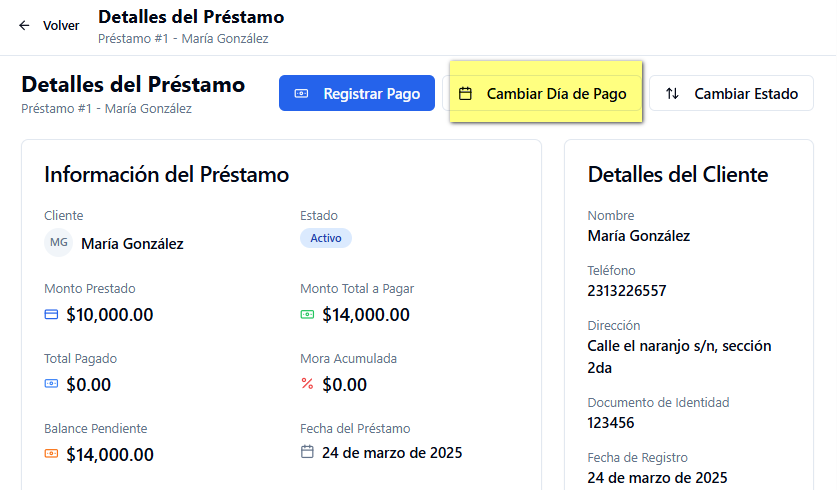 Volver
Detalles del Préstamo
Préstamo #1 - María González
Detalles del Préstamo
Préstamo #1 - María González
Registrar Pago
Cambiar Día de Pago
Cambiar Estado
Información del Préstamo
Cliente
MG
María González
Estado
Activo
Monto Prestado
$10,000.00
Monto Total a Pagar
$14,000.00
Total Pagado
$0.00
Mora Acumulada
$0.00
Balance Pendiente
$14,000.00
Fecha del Préstamo
24 de marzo de 2025
Detalles del Cliente
Nombre
María González
Teléfono
2313226557
Dirección
Calle el naranjo s/n, sección
2da
Documento de Identidad
123456
Fecha de Registro
24 de marzo de 2025